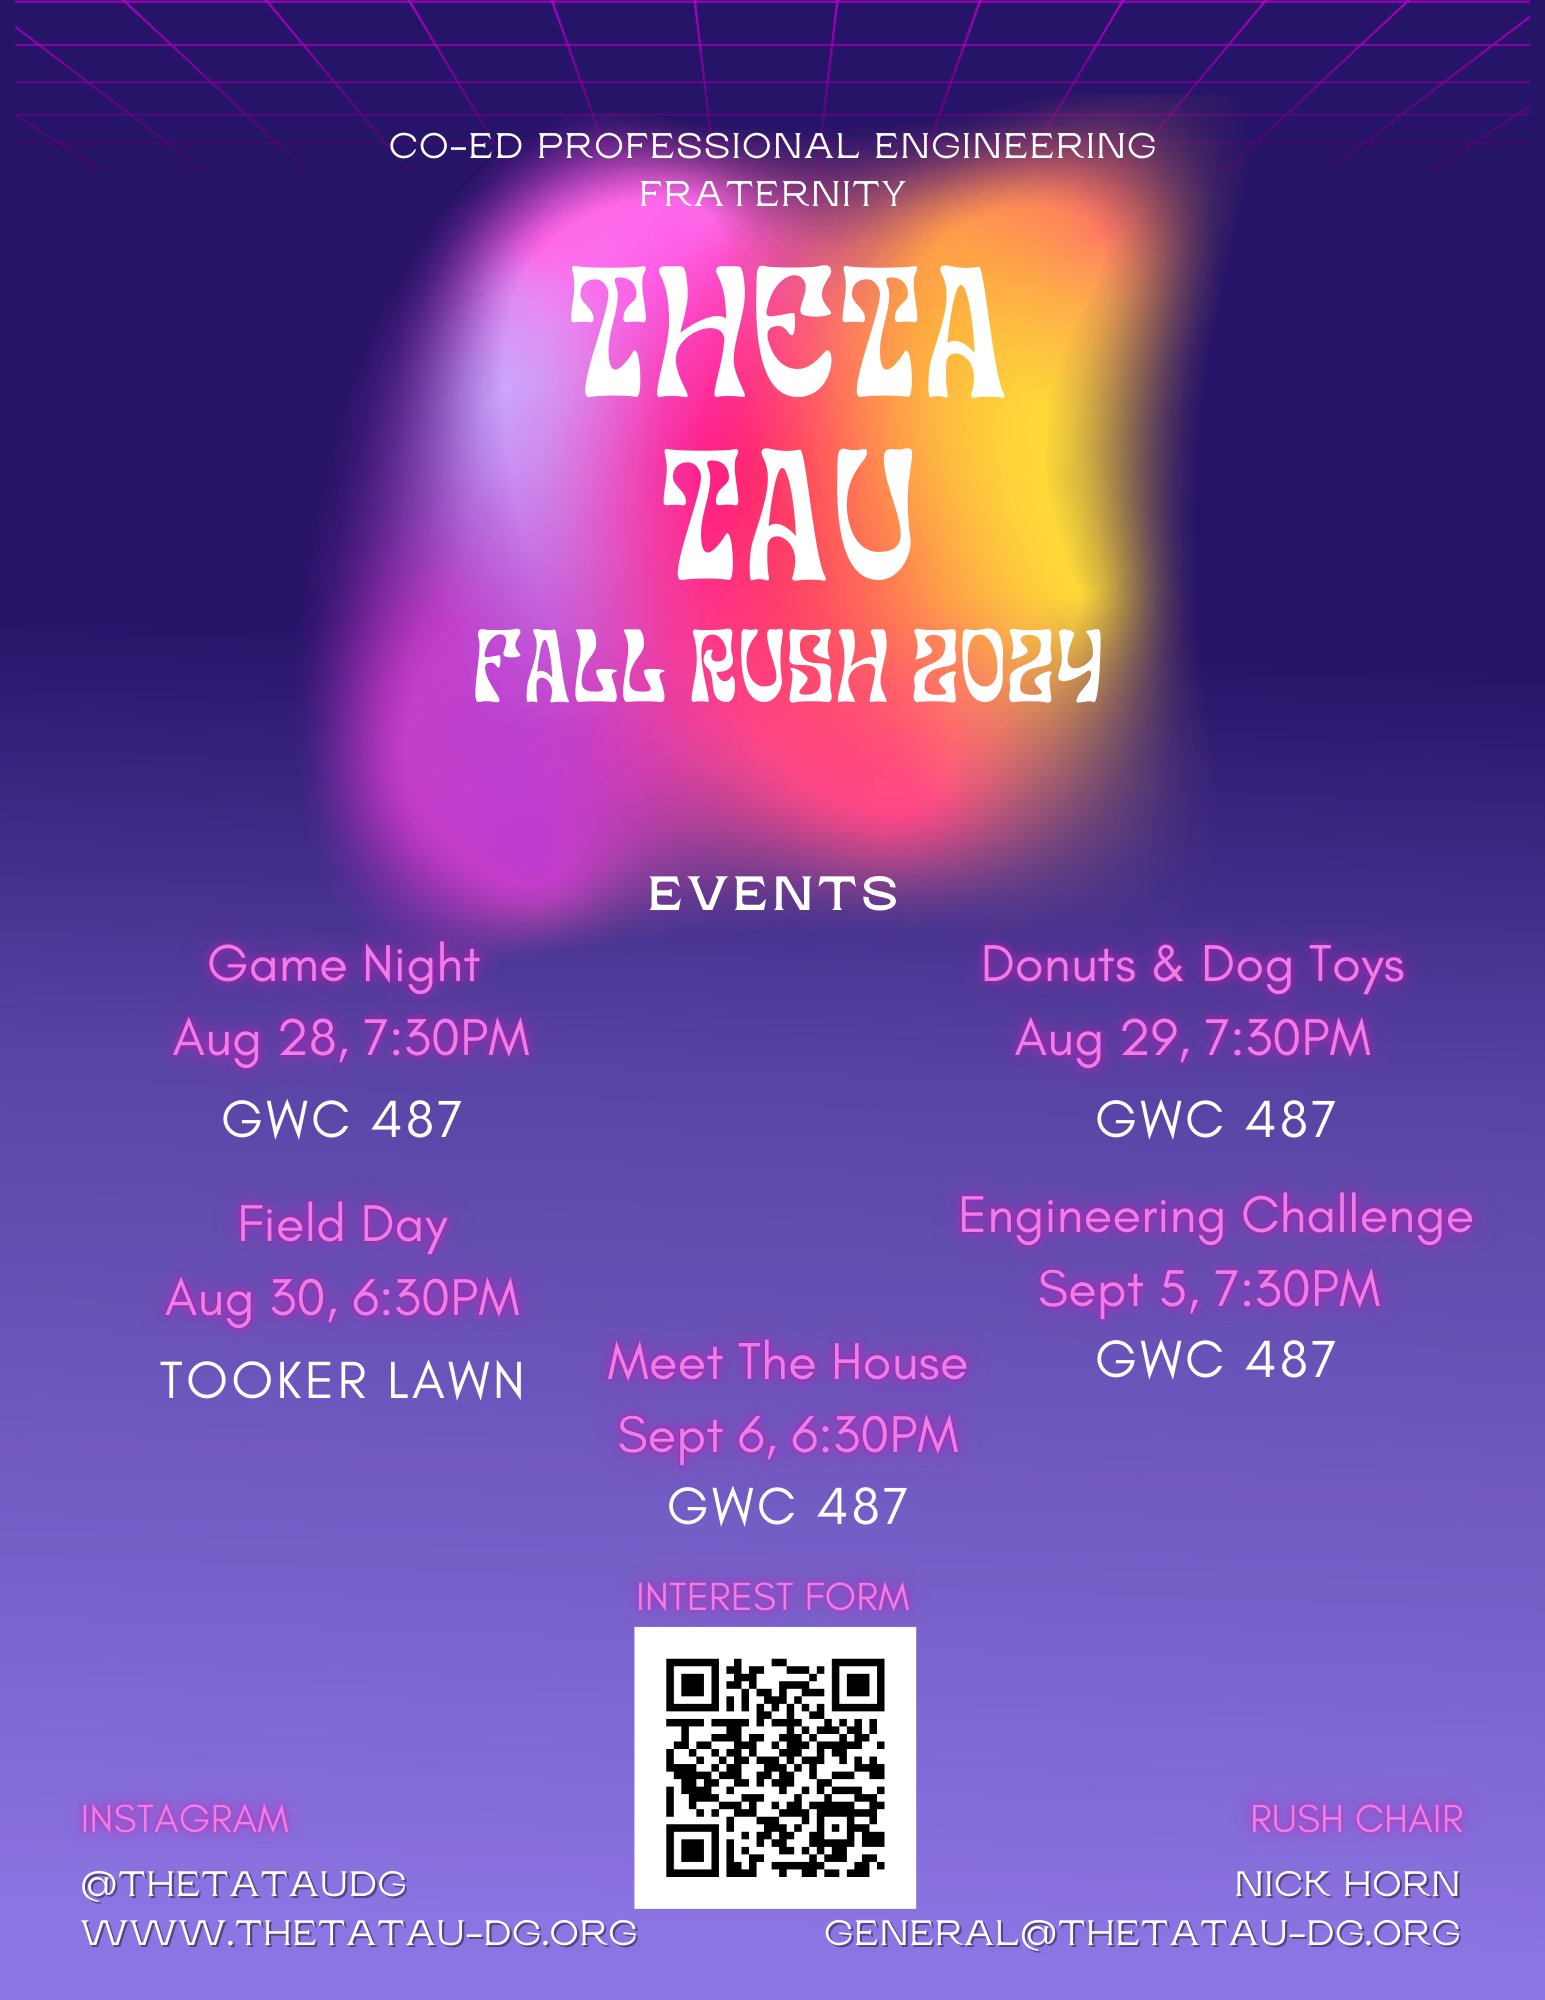 CO-ED PROFESSIONAL ENGINEERING
FRATERNITY
THETA
TAU
FALL RUSH 2024
EVENTS
Game Night
Aug 28, 7:30PM
GWC 487
Donuts & Dog Toys
Aug 29, 7:30PM
GWC 487
Field Day
Aug 30, 6:30PM
TOOKER LAWN
Engineering Challenge
Sept 5, 7:30PM
GWC 487
Meet The House
Sept 6, 6:30PM
GWC 487
INTEREST FORM
INSTAGRAM
@THETATAUDG
WWW.THETATAU-DG.ORG
RUSH CHAIR
NICK HORN
GENERAL@THETATAU-DG.ORG